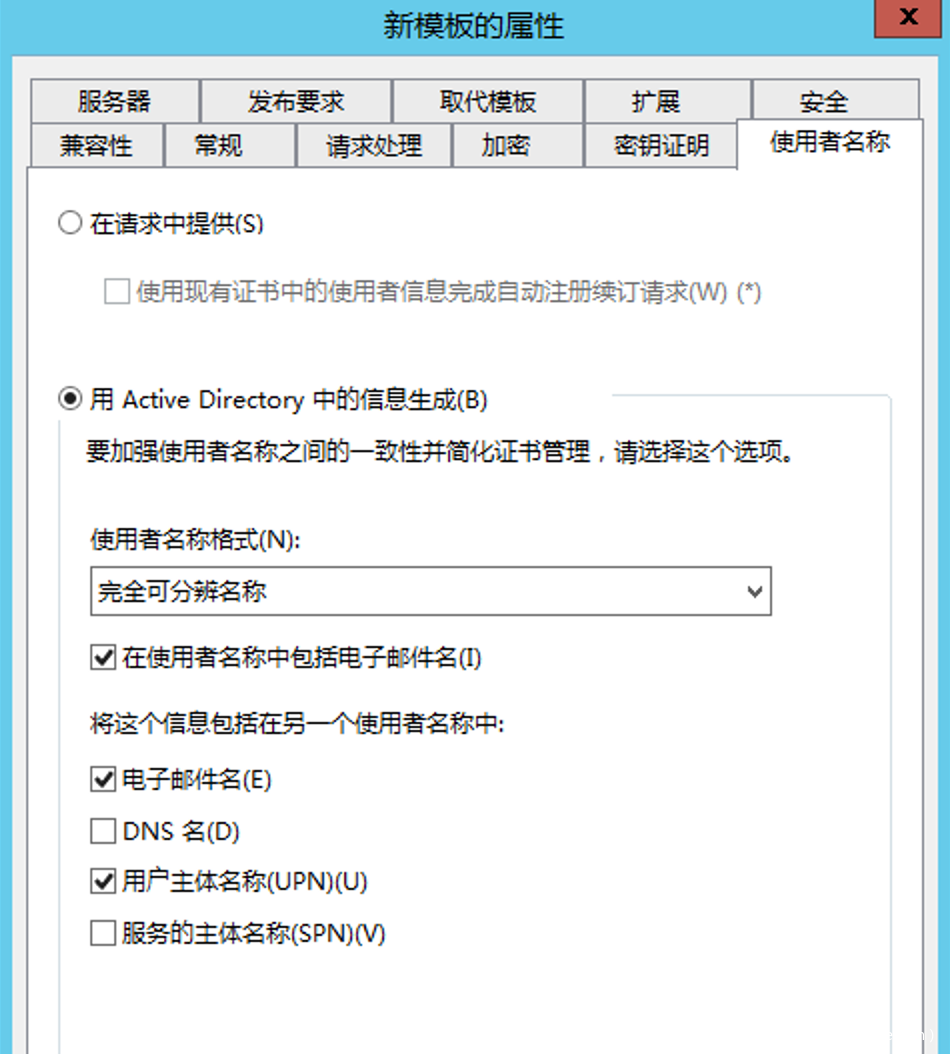 新模板的属性
x
服务器 发布要求 取代模板 扩展 安全
兼容性 常规 请求处理 加密 密钥证明 使用者名称
在请求中提供(S)
使用现有证书中的使用者信息完成自动注册续订请求(W) (*)
用 Active Directory 中的信息生成(B)
要加强使用者名称之间的一致性并简化证书管理，请选择这个选项。
使用者名称格式(N):
完全可分辨名称
在使用者名称中包括电子邮件名(I)
将这个信息包括在另一个使用者名称中:
电子邮件名(E)
DNS 名(D)
用户主体名称(UPN)(U)
服务的主体名称(SPN)(V)